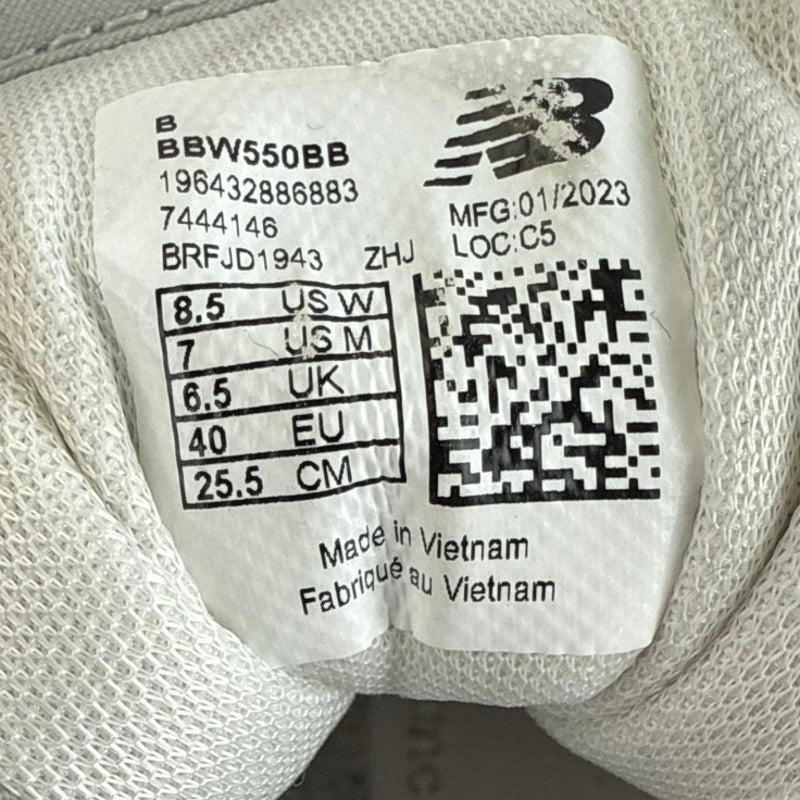 B
BBW550BB
196432886883
7444146
BRFJD1943 ZHJ
MFG:01/2023
LOC:C5
8.5 US W
7 US M
6.5 UK
40 EU
25.5 CM
Made in Vietnam
Fabriqué au Vietnam